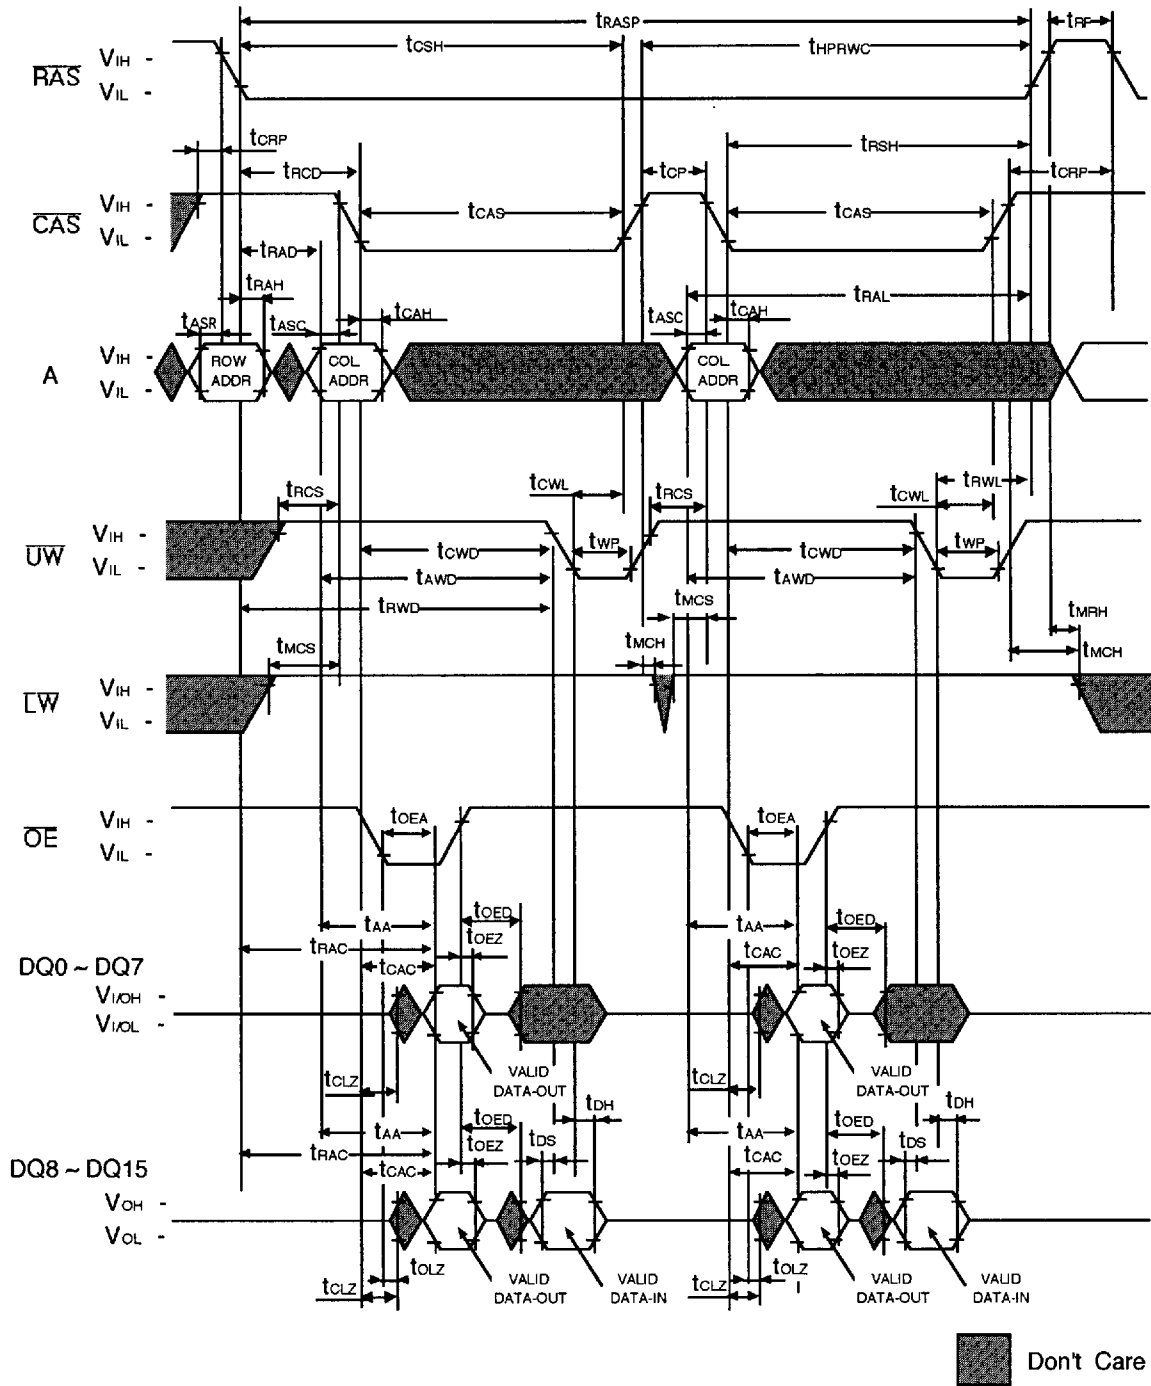 tRASP
tRP
tCSH
tHPRWC
RAS
VIH -
VIL -
tCRP
tRCD
tRSH
tCP
tCRP
CAS
VIH -
VIL -
tCAS
tCAS
tRAD
tRAH
tRAL
tASR
tASC
tCAH
tASC
tCAH
A
VIH -
VIL -
ROW
ADDR
COL
ADDR
COL
ADDR
tCWL
tRWL
tRCS
tRCS
tCWL
UW
VIH -
VIL -
tCWD
tWP
tCWD
tWP
tAWD
tAWD
tRWD
tMCS
tMRH
tMCS
tMCH
tMCH
LW
VIH -
VIL -
OE
VIH -
VIL -
tOEA
tOEA
tAA
tOED
tAA
tOED
tRAC
tOEZ
tCAC
tOEZ
DQ0 ~ DQ7
tCAC
VI/OH -
VI/OL -
tCLZ
VALID
DATA-OUT
tCLZ
VALID
DATA-OUT
tDH
tDH
tAA
tOED
tAA
tOED
tRAC
tOEZ
tDS
tCAC
tOEZ
tDS
DQ8 ~ DQ15
tCAC
VOH -
VOL -
tOLZ
tOLZ
tCLZ
VALID
DATA-OUT
VALID
DATA-IN
tCLZ
VALID
DATA-OUT
VALID
DATA-IN
Don't Care